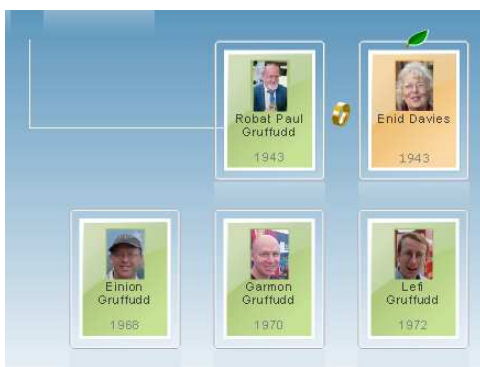 Robat Paul
Gruffudd
1943
Enid Davies
1943
Einion
Gruffudd
1968
Garmon
Gruffudd
1970
Lefi
Gruffudd
1972